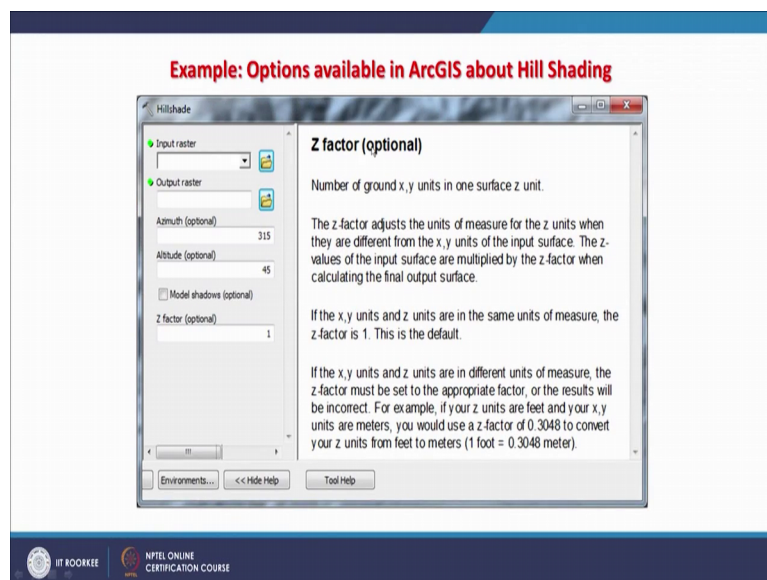 Example: Options available in ArcGIS about Hill Shading
Hillshade
Input raster
Output raster
Azimuth (optional)
315
Altitude (optional)
45
Model shadows (optional)
Z factor (optional)
1
Z factor (optional)
Number of ground x,y units in one surface z unit.
The z-factor adjusts the units of measure for the z units when
they are different from the x,y units of the input surface. The z-
values of the input surface are multiplied by the z-factor when
calculating the final output surface.
If the x,y units and z units are in the same units of measure, the
z-factor is 1. This is the default.
If the x,y units and z units are in different units of measure, the
z-factor must be set to the appropriate factor, or the results will
be incorrect. For example, if your z units are feet and your x,y
units are meters, you would use a z-factor of 0.3048 to convert
your z units from feet to meters (1 foot = 0.3048 meter).
Environments...
<< Hide Help
Tool Help
IIT ROORKEE
NPTEL ONLINE
CERTIFICATION COURSE